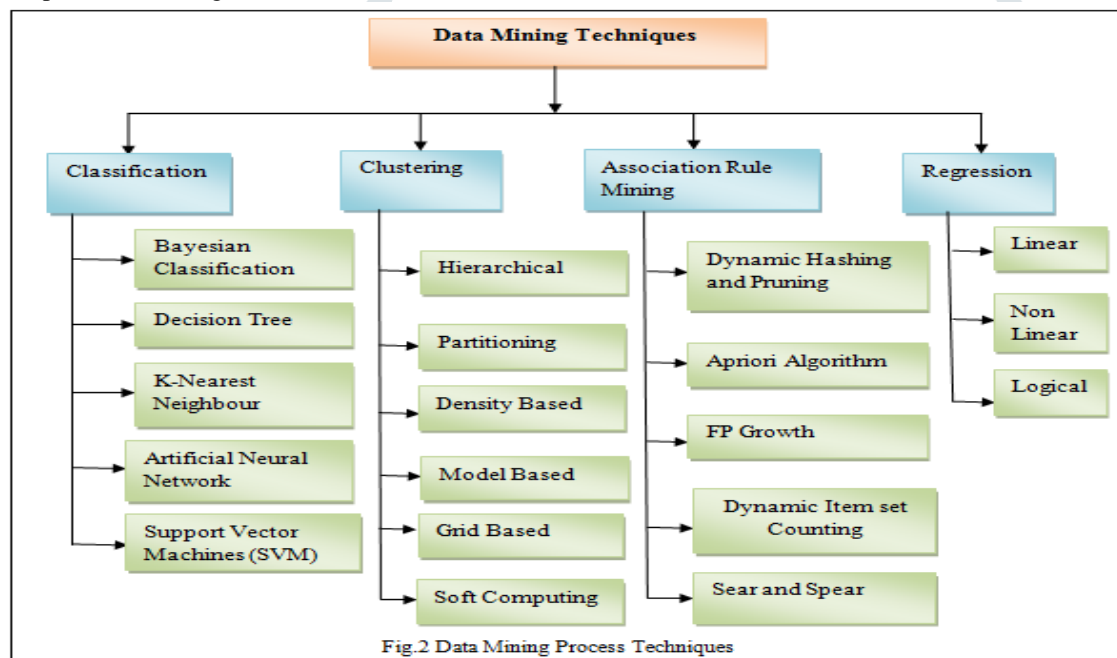 Data Mining Techniques
Classification
Bayesian
Classification
Decision Tree
K-Nearest
Neighbour
Artificial Neural
Network
Support Vector
Machines (SVM)
Clustering
Hierarchical
Partitioning
Density Based
Model Based
Grid Based
Soft Computing
Association Rule
Mining
Dynamic Hashing
and Pruning
Apriori Algorithm
FP Growth
Dynamic Item set
Counting
Sear and Spear
Regression
Linear
Non
Linear
Logical
Fig.2 Data Mining Process Techniques